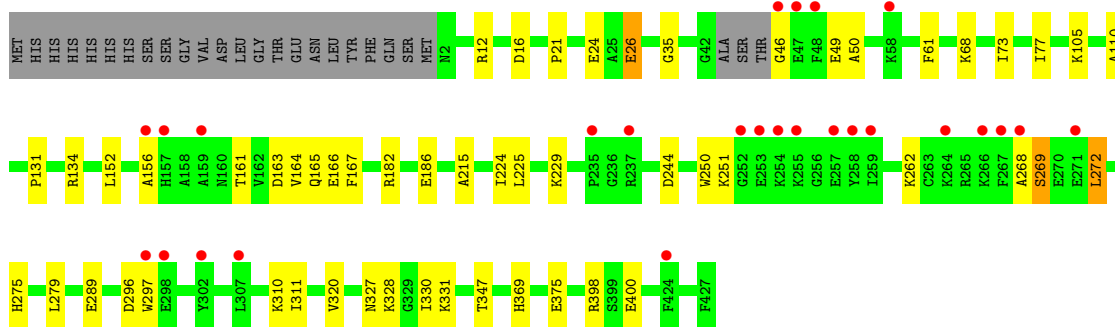 MET HIS HIS HIS HIS HIS HIS SER SER GLY VAL ASP LEU GLY THR GLU ASN LEU TYR PHE GLN SER MET N2 R12 D16 P21 E24 A25 E26 G35 G42 ALA SER THR G46 E47 F48 E49 A50 K58 F61 K68 I73 I77 K105 A110
P131 R134 L152 A156 H157 A158 A159 N160 T161 V162 D163 V164 Q165 E166 F167 R182 E186 A215 I224 L225 K229 P235 G236 R237 D244 W250 K251 G252 E253 K254 K255 G256 E257 Y258 I259 K262 C263 K264 R265 K266 F267 A268 S269 E270 E271 L272
H275 L279 E289 D296 W297 E298 Y302 L307 K310 I311 V320 N327 K328 G329 I330 K331 T347 H369 E375 R398 S399 E400 F424 F427